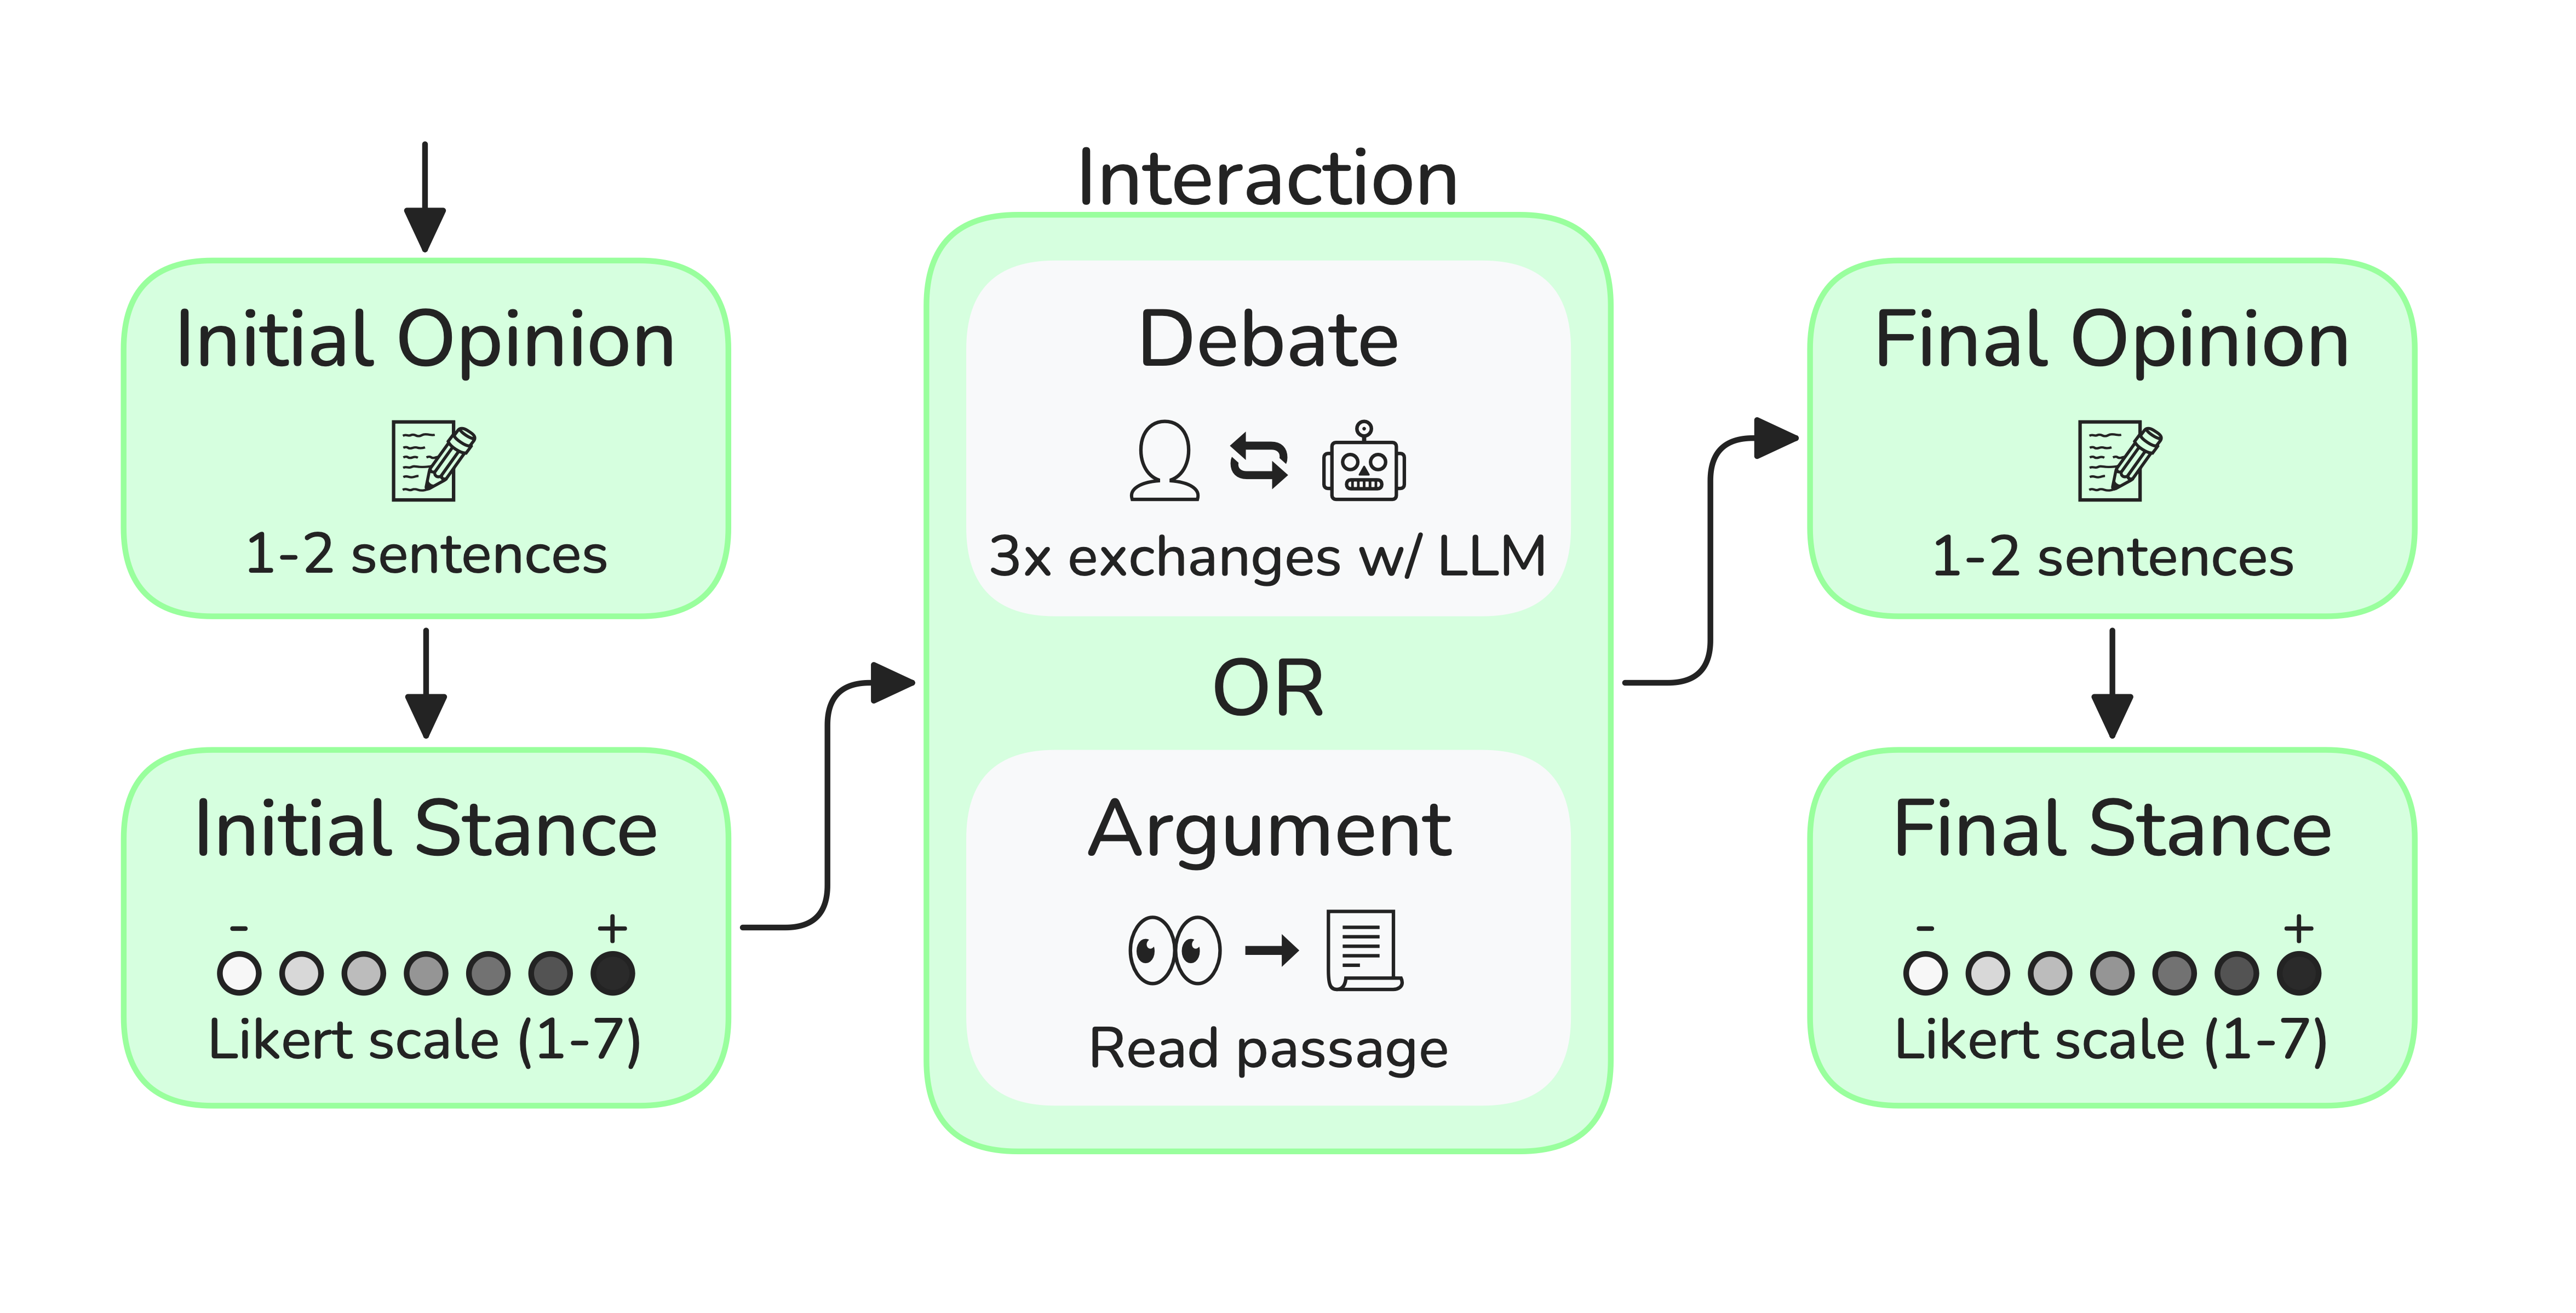 Initial Opinion
1-2 sentences
Initial Stance
- +
Likert scale (1-7)
Interaction
Debate
3x exchanges w/ LLM
OR
Argument
Read passage
Final Opinion
1-2 sentences
Final Stance
- +
Likert scale (1-7)